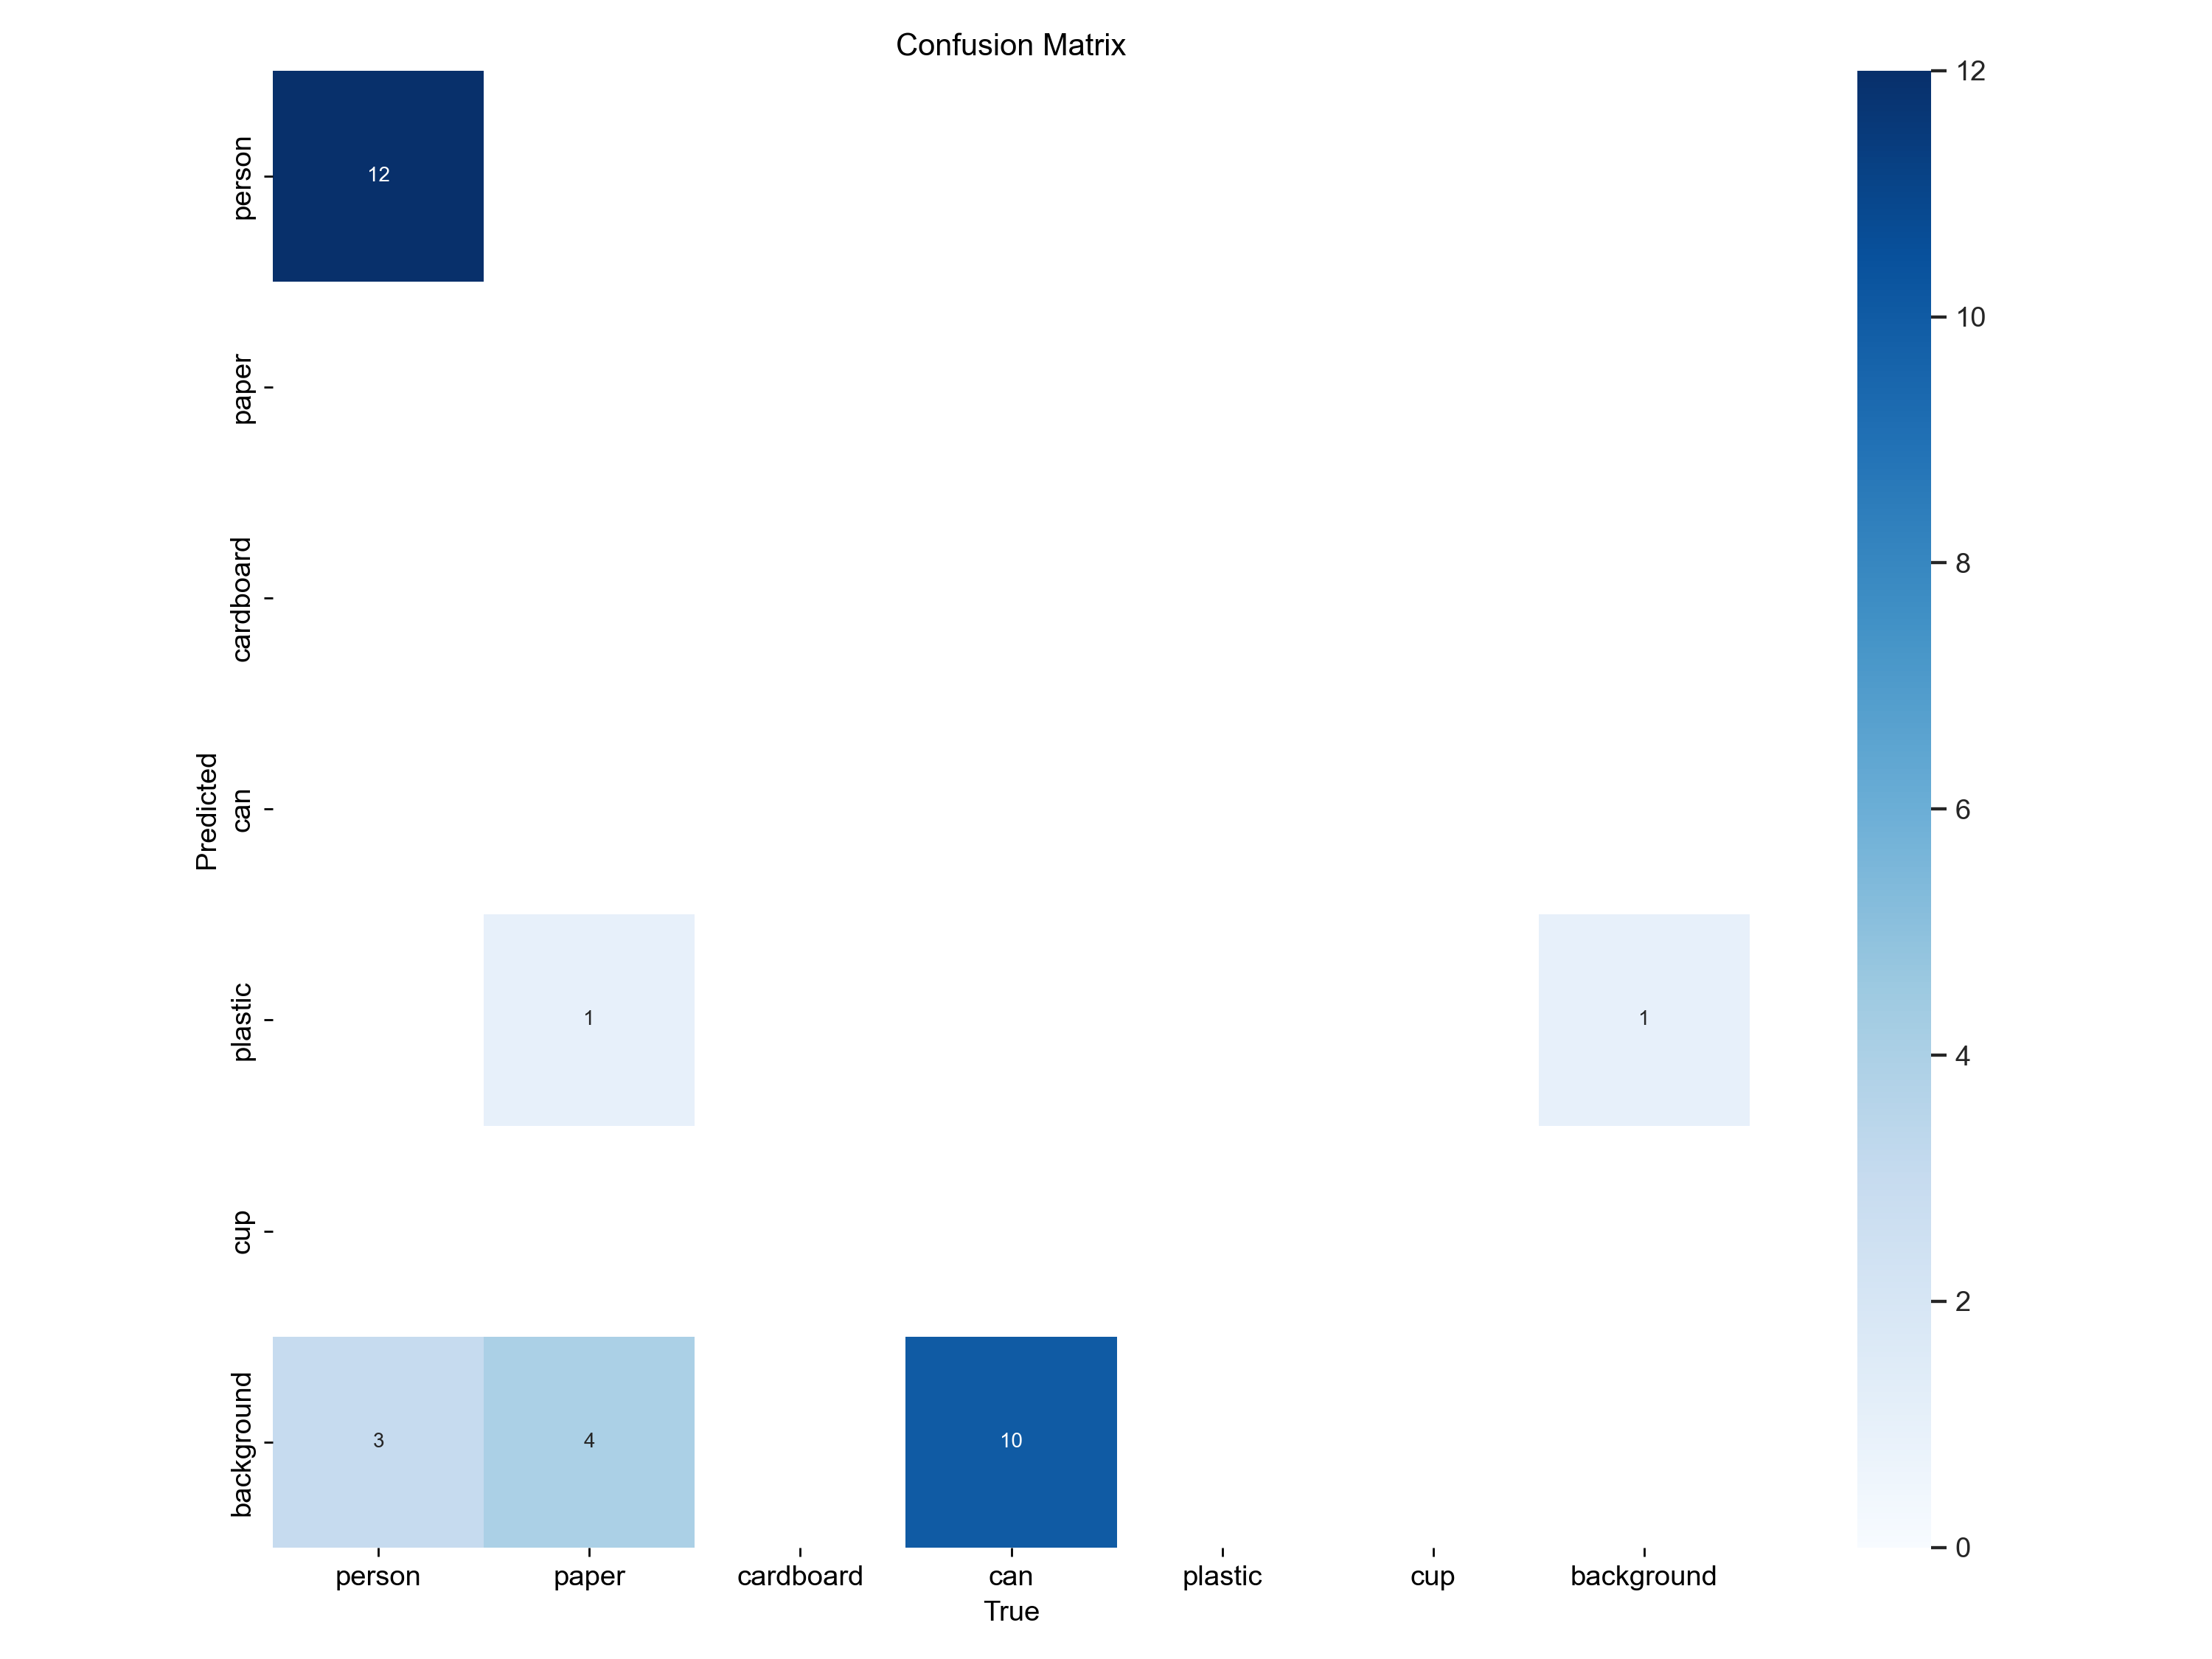 Confusion Matrix
person
paper
cardboard
can
plastic
cup
background
Predicted
12
1
1
3
4
10
person
paper
cardboard
can
plastic
cup
background
True
12
10
8
6
4
2
0